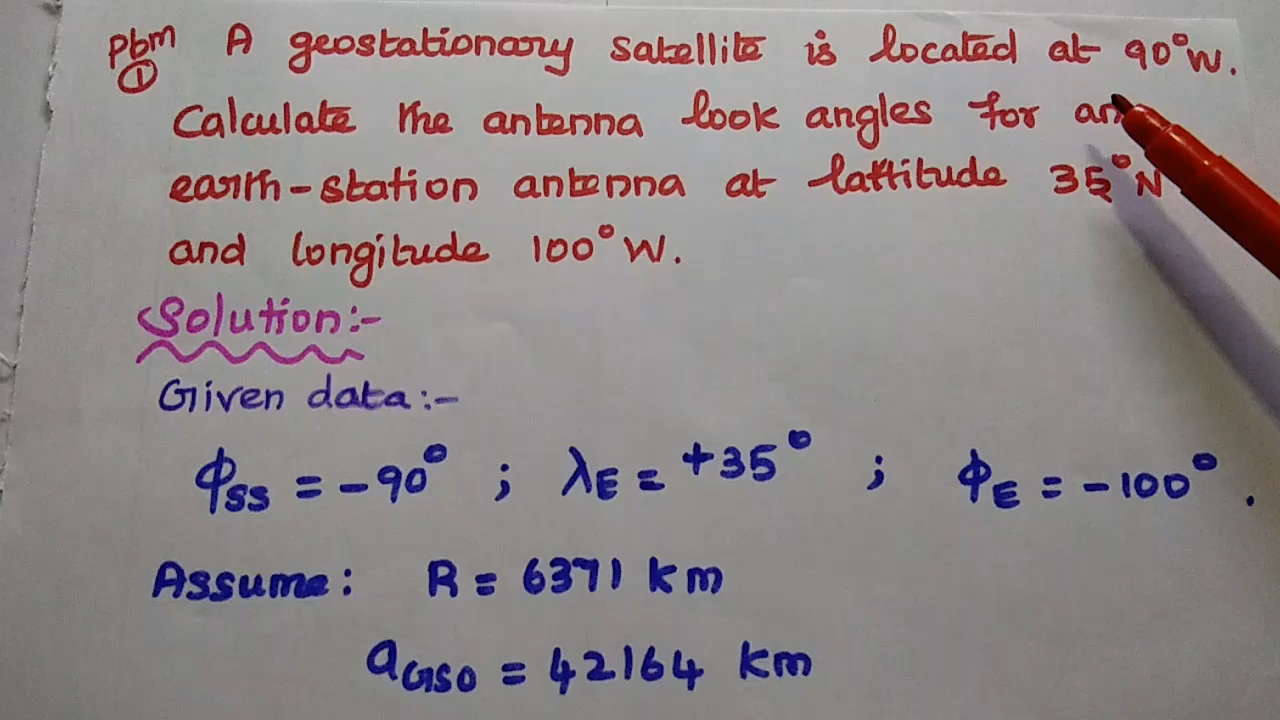 Pbm A geostationary satellite is located at 90°W.
① Calculate the antenna look angles for an
earth-station antenna at lattitude 35°N
and longitude 100°W.
Solution:-
Given data:-
ϕSS = -90° ; λE = +35° ; ϕE = -100° .
Assume: R = 6371 km
aGSO = 42164 km